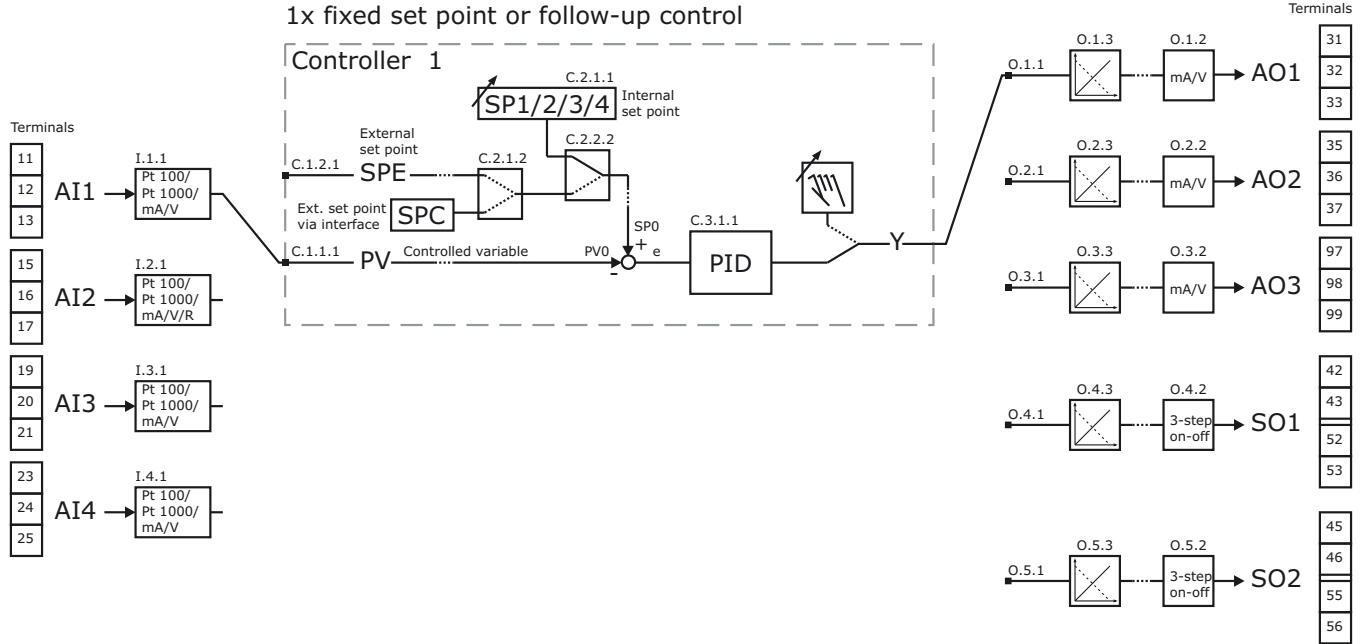 1x fixed set point or follow-up control
Controller 1
Terminals
11
12
13
AI1
I.1.1
Pt 100/
Pt 1000/
mA/V
15
16
17
AI2
I.2.1
Pt 100/
Pt 1000/
mA/V/R
19
20
21
AI3
I.3.1
Pt 100/
Pt 1000/
mA/V
23
24
25
AI4
I.4.1
Pt 100/
Pt 1000/
mA/V
C.2.1.1
SP1/2/3/4
Internal
set point
External
set point
C.1.2.1
SPE
C.2.1.2
C.2.2.2
Ext. set point
via interface
SPC
C.1.1.1
PV
Controlled variable
PV0
SP0
+
e
-
C.3.1.1
PID
Y
Terminals
O.1.1
O.1.3
O.1.2
mA/V
AO1
31
32
33
O.2.1
O.2.3
O.2.2
mA/V
AO2
35
36
37
O.3.1
O.3.3
O.3.2
mA/V
AO3
97
98
99
O.4.1
O.4.3
O.4.2
3-step
on-off
SO1
42
43
52
53
O.5.1
O.5.3
O.5.2
3-step
on-off
SO2
45
46
55
56